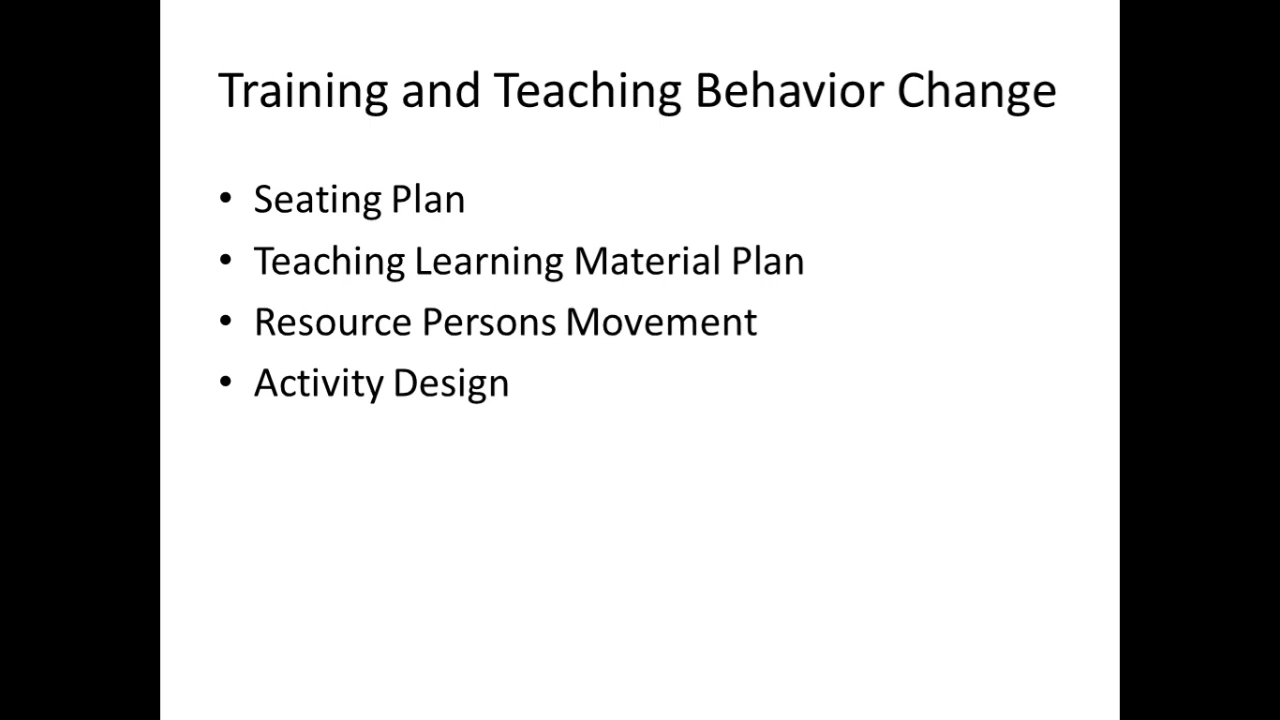 Training and Teaching Behavior Change
• Seating Plan
• Teaching Learning Material Plan
• Resource Persons Movement
• Activity Design